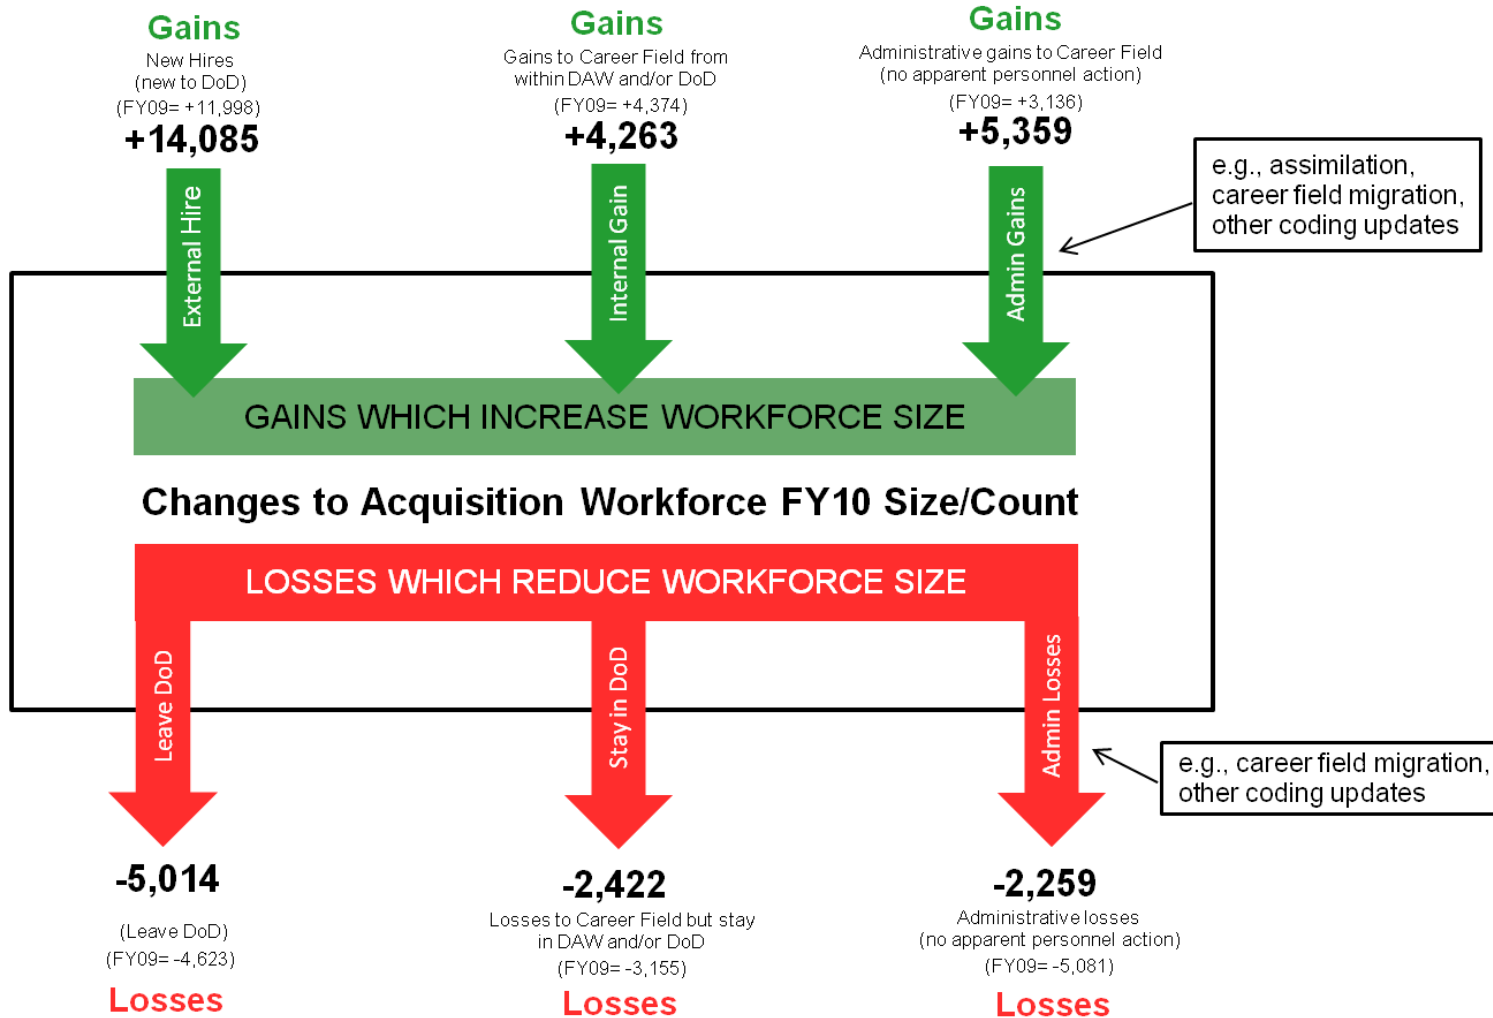 Gains
New Hires
(new to DoD)
(FY09= +11,998)
+14,085
Gains
Gains to Career Field from
within DAW and/or DoD
(FY09= +4,374)
+4,263
Gains
Administrative gains to Career Field
(no apparent personnel action)
(FY09= +3,136)
+5,359
e.g., assimilation,
career field migration,
other coding updates
External Hire
Internal Gain
Admin Gains
GAINS WHICH INCREASE WORKFORCE SIZE
Changes to Acquisition Workforce FY10 Size/Count
LOSSES WHICH REDUCE WORKFORCE SIZE
Leave DoD
Stay in DoD
Admin Losses
e.g., career field migration,
other coding updates
-5,014
(Leave DoD)
(FY09= -4,623)
Losses
-2,422
Losses to Career Field but stay
in DAW and/or DoD
(FY09= -3,155)
Losses
-2,259
Administrative losses
(no apparent personnel action)
(FY09= -5,081)
Losses